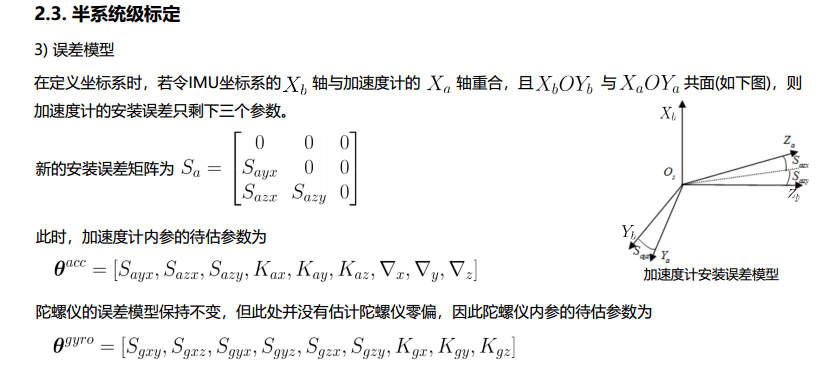 2.3. 半系统级标定
3) 误差模型
在定义坐标系时，若令IMU坐标系的 $X_b$ 轴与加速度计的 $X_a$ 轴重合，且 $X_bOY_b$ 与 $X_aOY_a$ 共面(如下图)，则
加速度计的安装误差只剩下三个参数。
新的安装误差矩阵为 $S_a = \begin{bmatrix} 0 & 0 & 0 \\ S_{ayx} & 0 & 0 \\ S_{azx} & S_{azy} & 0 \end{bmatrix}$
$X_b$
$Z_a$
$S_{azx}$
$S_{azy}$
$Z_b$
$Y_b$
$Y_a$
加速度计安装误差模型
此时，加速度计内参的待估参数为
$\boldsymbol{\theta}^{acc} = [S_{ayx}, S_{azx}, S_{azy}, K_{ax}, K_{ay}, K_{az}, \nabla_x, \nabla_y, \nabla_z]$
陀螺仪的误差模型保持不变，但此处并没有估计陀螺仪零偏，因此陀螺仪内参的待估参数为
$\boldsymbol{\theta}^{gyro} = [S_{gxy}, S_{gxz}, S_{gyx}, S_{gyz}, S_{gzx}, S_{gzy}, K_{gx}, K_{gy}, K_{gz}]$